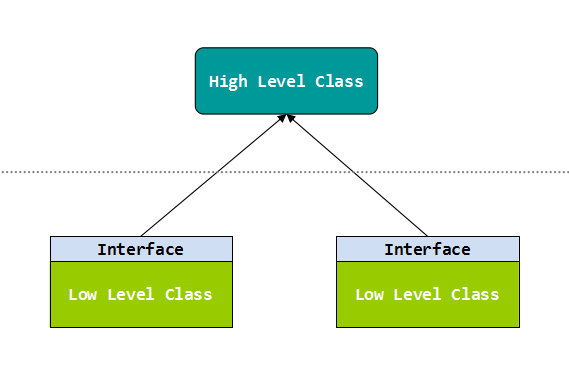 High Level Class
Interface
Interface
Low Level Class
Low Level Class